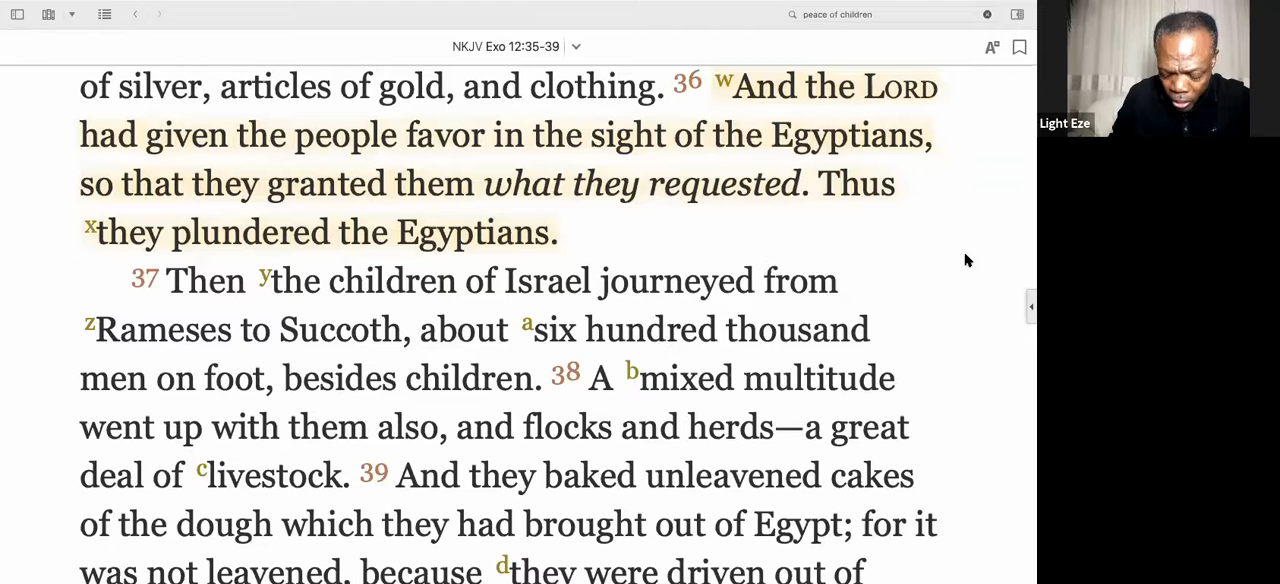 peace of children
NKJV Exo 12:35-39
of silver, articles of gold, and clothing. 36 wAnd the LORD
had given the people favor in the sight of the Egyptians,
so that they granted them what they requested. Thus
xthey plundered the Egyptians.
37 Then ythe children of Israel journeyed from
zRameses to Succoth, about asix hundred thousand
men on foot, besides children. 38 A bmixed multitude
went up with them also, and flocks and herds—a great
deal of clivestock. 39 And they baked unleavened cakes
of the dough which they had brought out of Egypt; for it
was not leavened, because dthey were driven out of
Light Eze